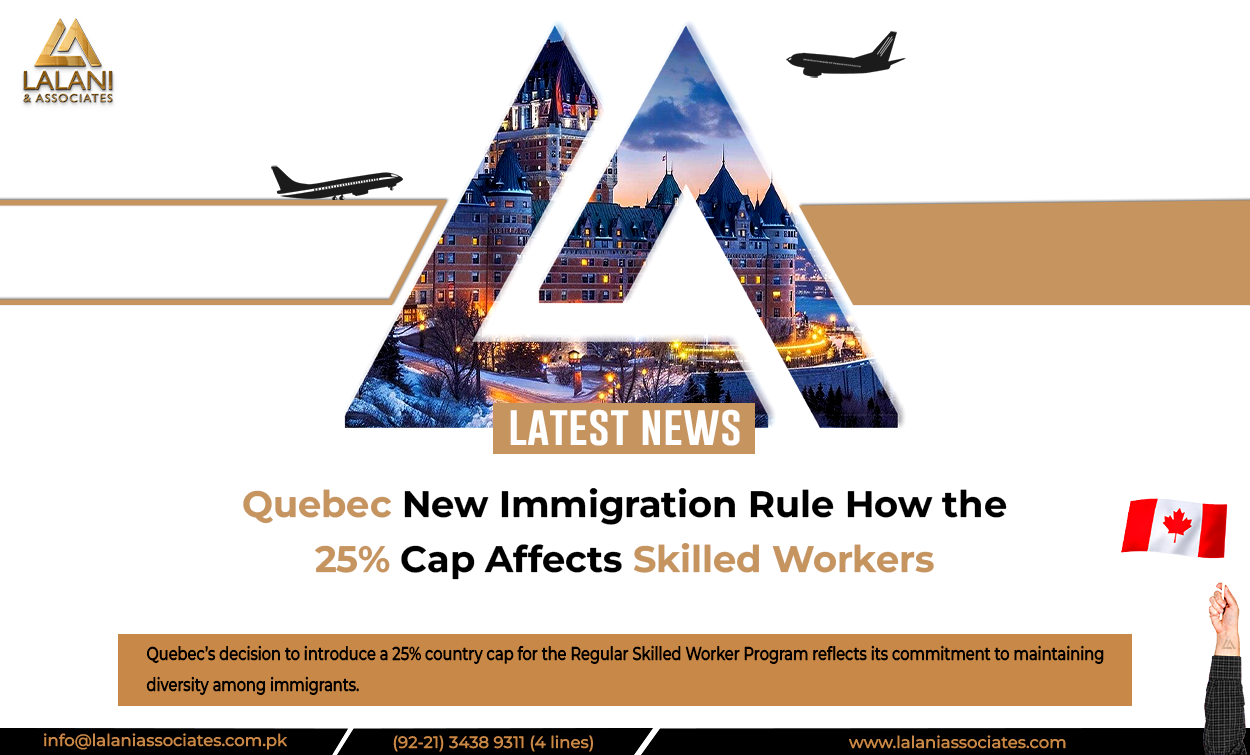 LALANI
& ASSOCIATES
LATEST NEWS
Quebec New Immigration Rule How the
25% Cap Affects Skilled Workers
Quebec’s decision to introduce a 25% country cap for the Regular Skilled Worker Program reflects its commitment to maintaining
diversity among immigrants.
info@lalaniassociates.com.pk
(92-21) 3438 9311 (4 lines)
www.lalaniassociates.com